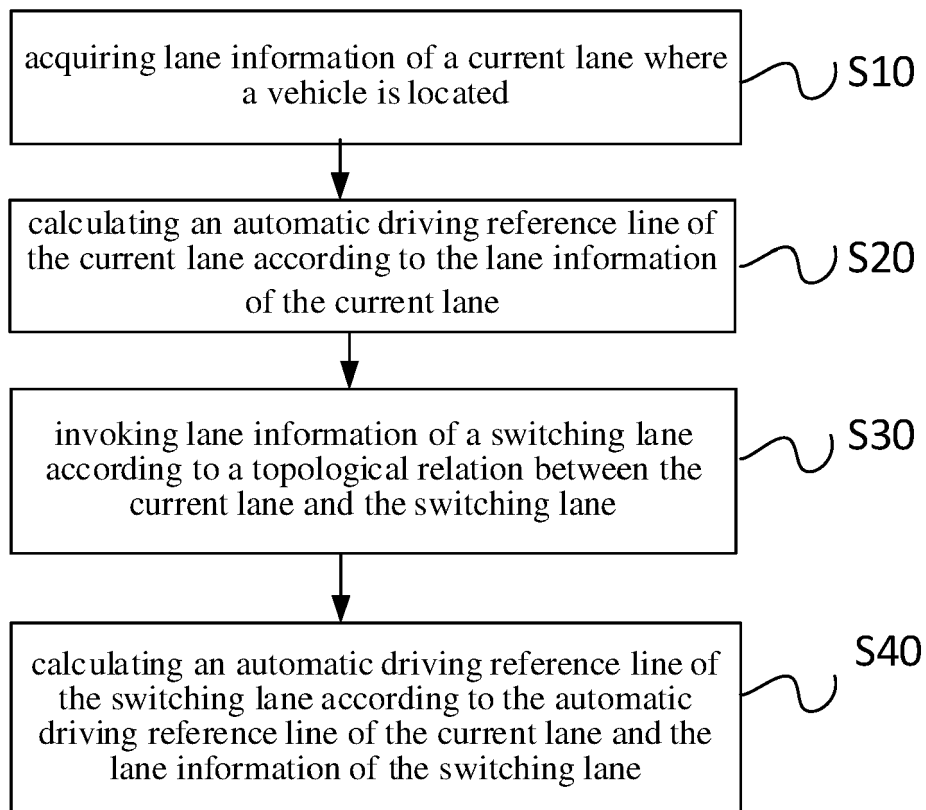 acquiring lane information of a current lane where
a vehicle is located
S10
calculating an automatic driving reference line of
the current lane according to the lane information
of the current lane
S20
invoking lane information of a switching lane
according to a topological relation between the
current lane and the switching lane
S30
calculating an automatic driving reference line of
the switching lane according to the automatic
driving reference line of the current lane and the
lane information of the switching lane
S40